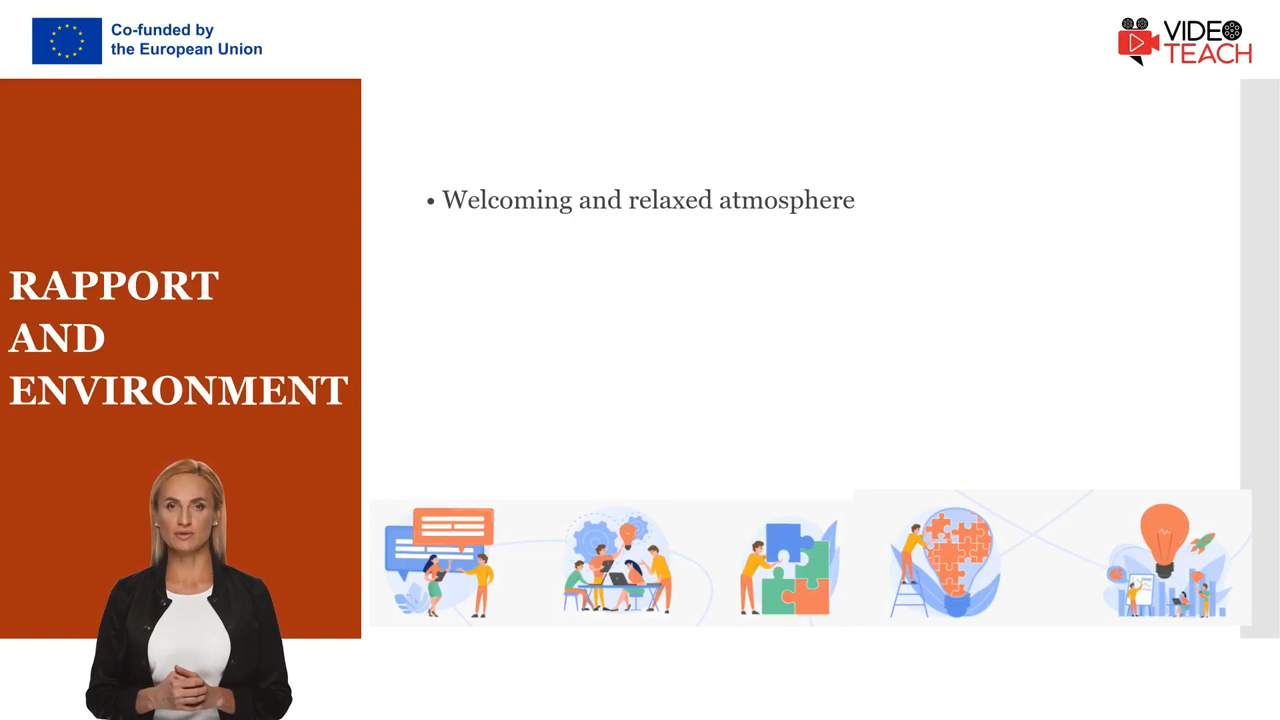 Co-funded by
the European Union
VIDEO
TEACH
RAPPORT
AND
ENVIRONMENT
• Welcoming and relaxed atmosphere